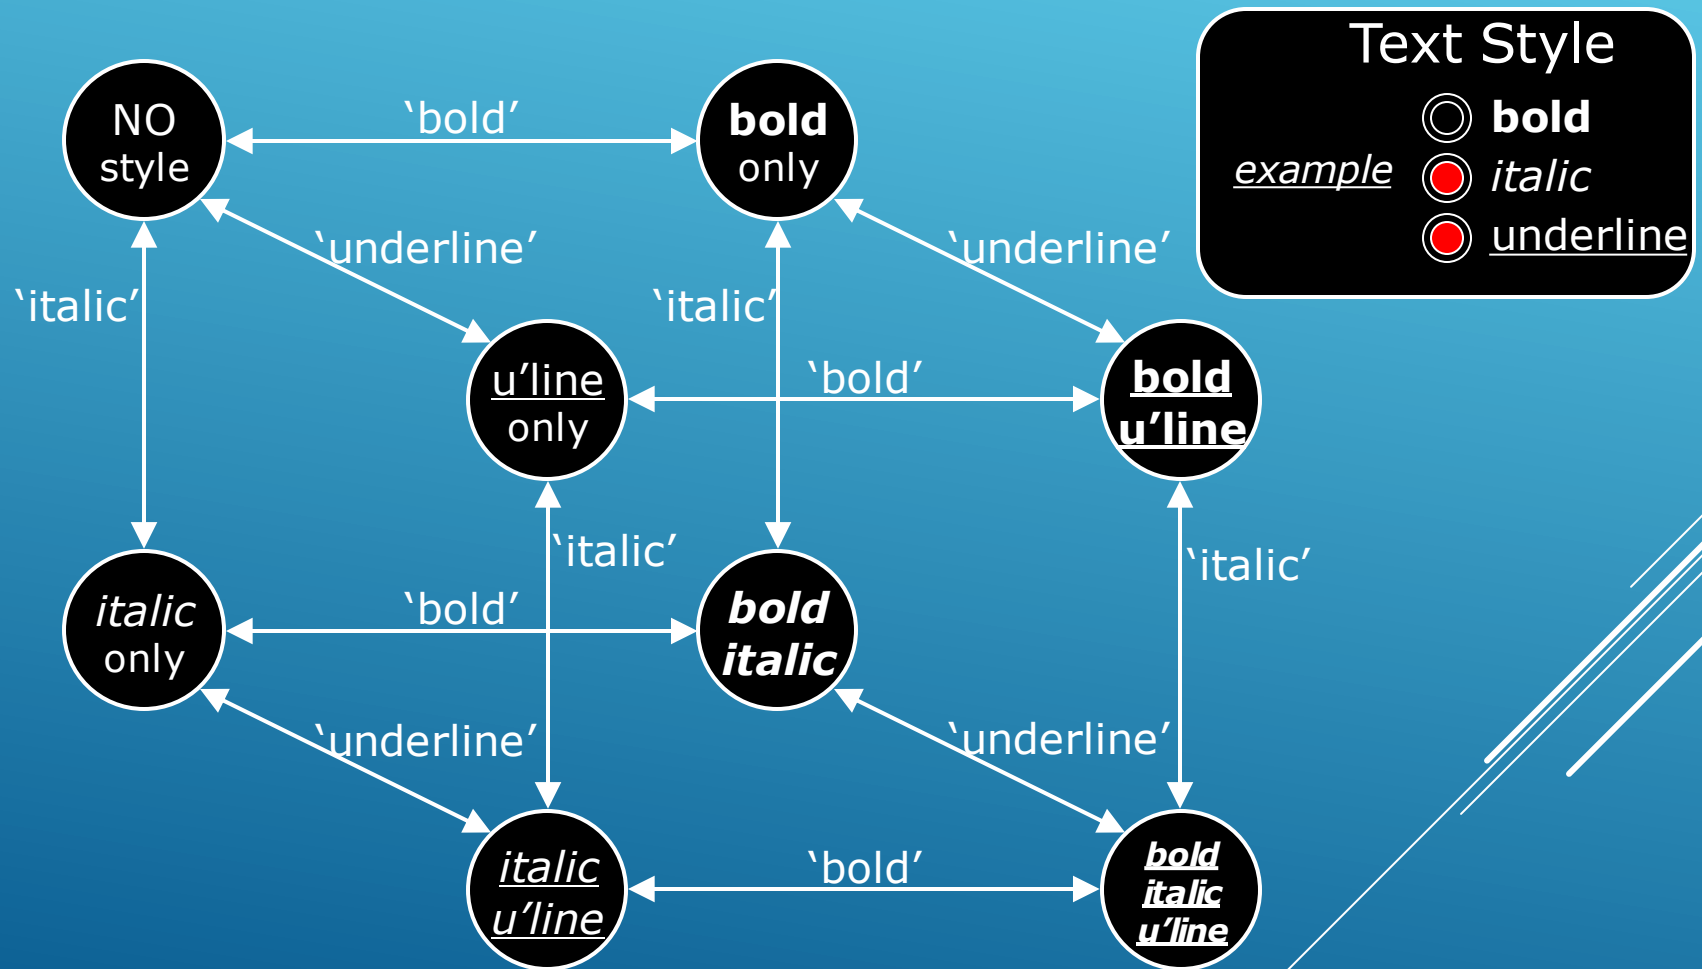 Text Style
bold
example
italic
underline
NO
style
‘bold’
bold
only
‘underline’
‘underline’
‘italic’
‘italic’
u’line
only
‘bold’
bold
u’line
‘italic’
‘italic’
italic
only
‘bold’
bold
italic
‘underline’
‘underline’
italic
u’line
‘bold’
bold
italic
u’line